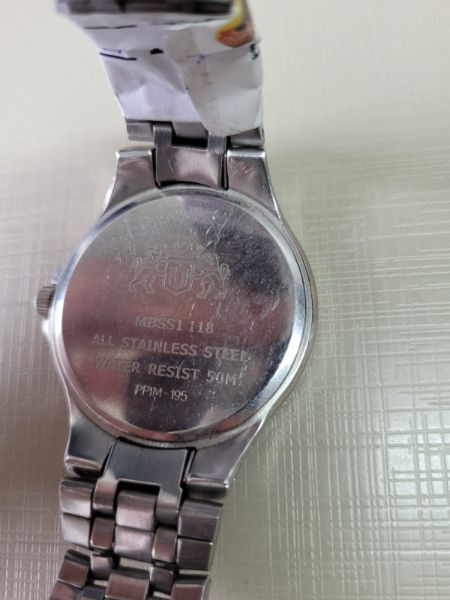 MBSS1 118
ALL STAINLESS STEEL
WATER RESIST 50M
PPIM-195